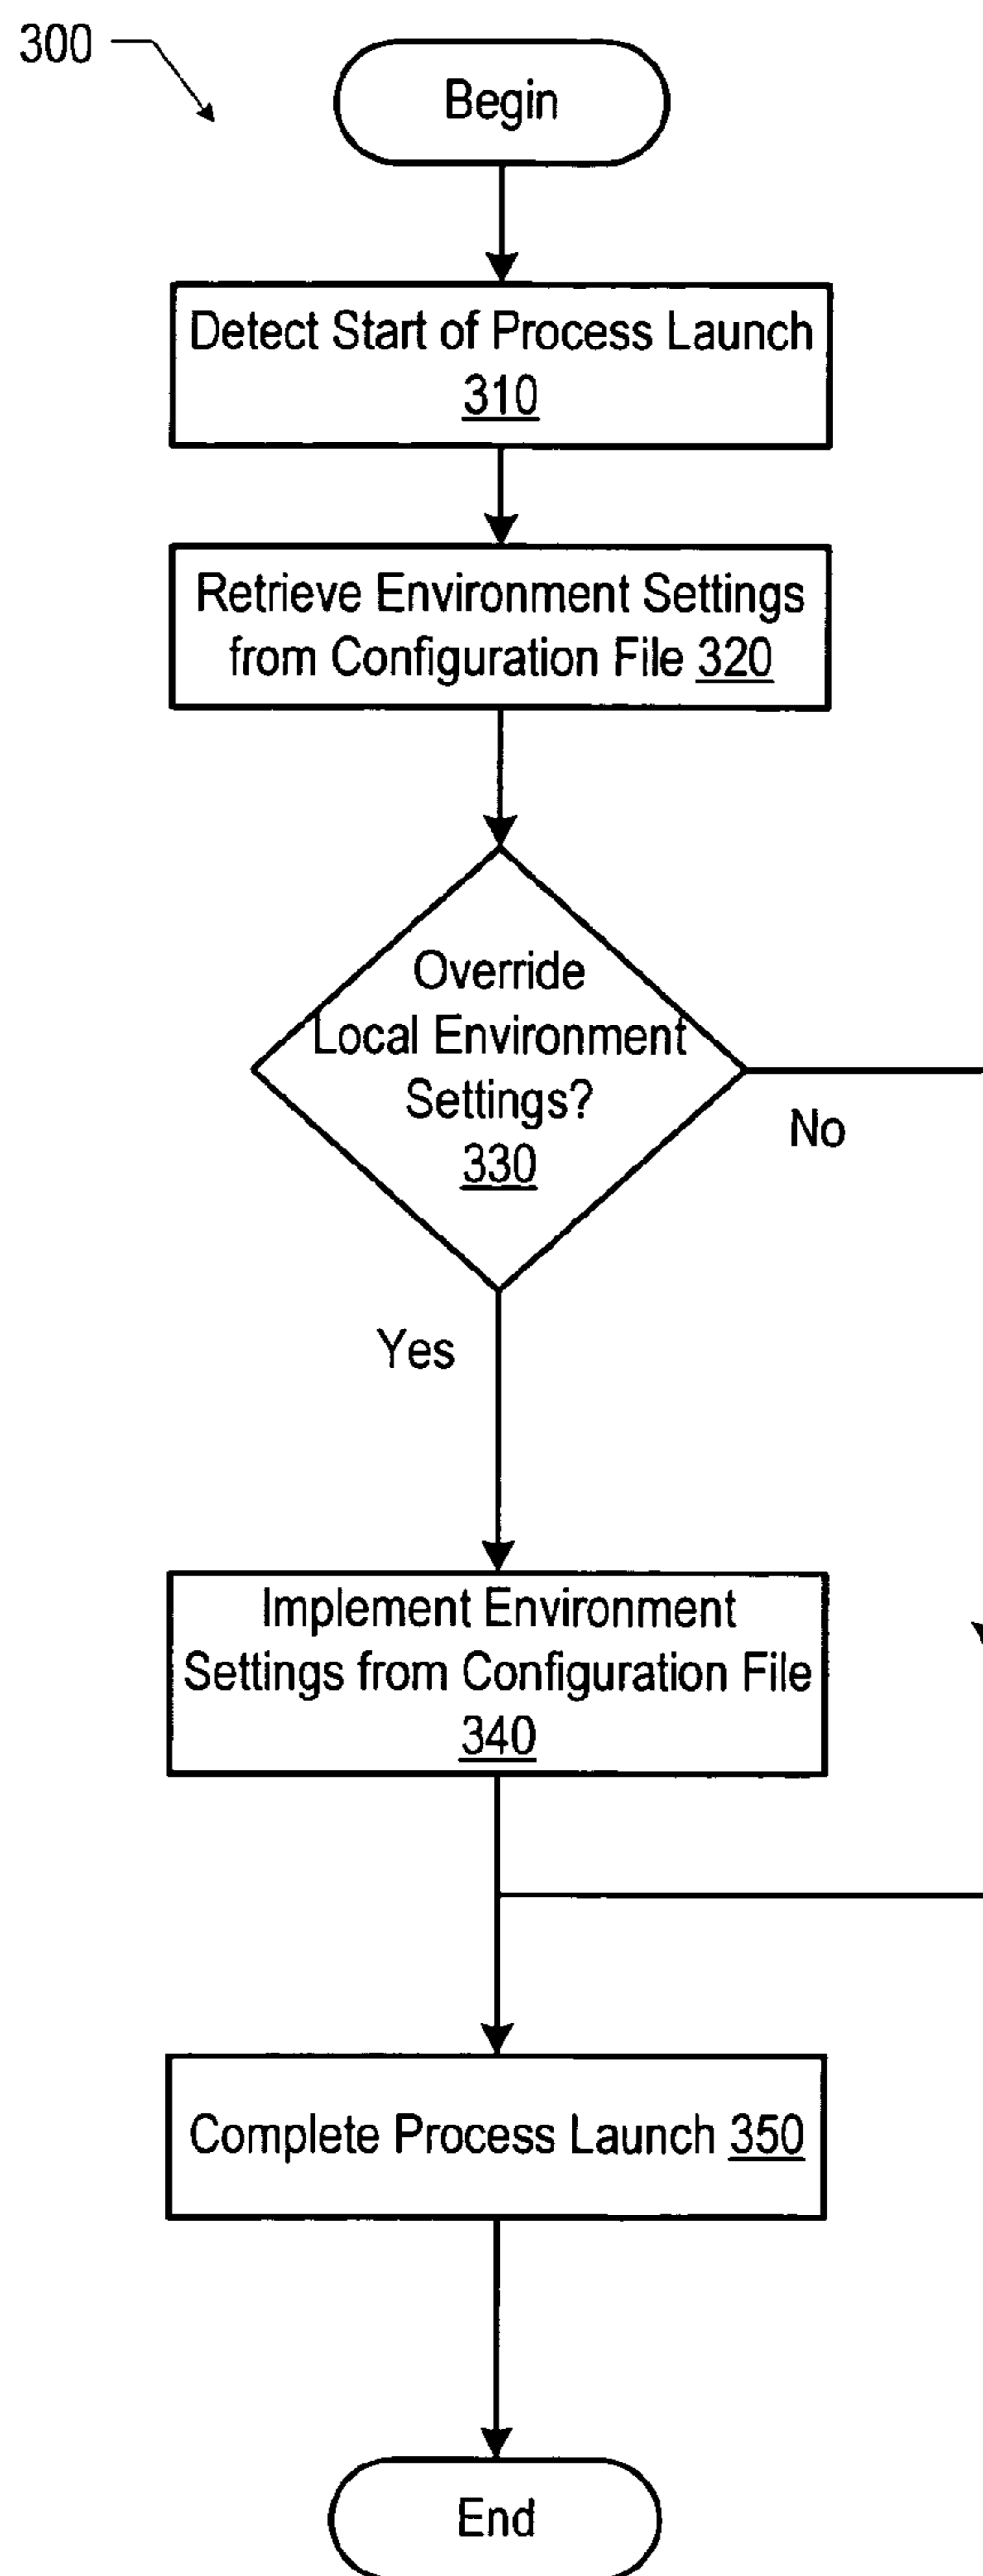 300
Begin
Detect Start of Process Launch
310
Retrieve Environment Settings
from Configuration File 320
Override
Local Environment
Settings?
330
No
Yes
Implement Environment
Settings from Configuration File
340
Complete Process Launch 350
End